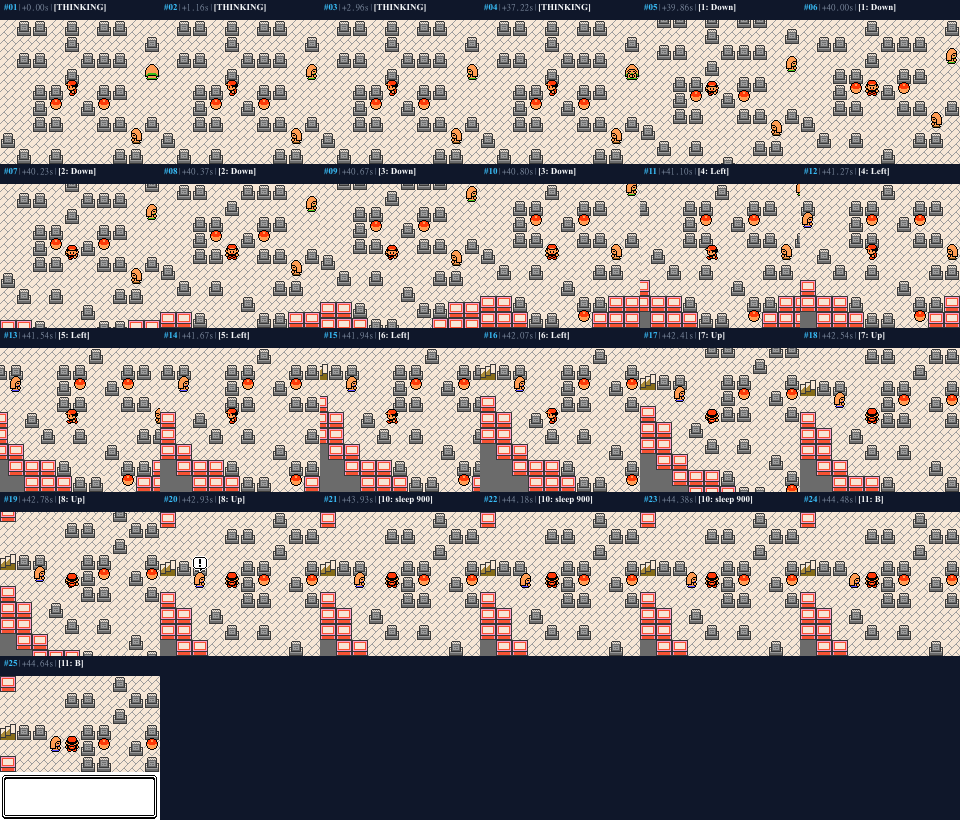 #01|+0.00s|[THINKING]
#02|+1.16s|[THINKING]
#03|+2.96s|[THINKING]
#04|+37.22s|[THINKING]
#05|+39.86s|[1: Down]
#06|+40.00s|[1: Down]
#07|+40.23s|[2: Down]
#08|+40.37s|[2: Down]
#09|+40.67s|[3: Down]
#10|+40.80s|[3: Down]
#11|+41.10s|[4: Left]
#12|+41.27s|[4: Left]
#13|+41.54s|[5: Left]
#14|+41.67s|[5: Left]
#15|+41.94s|[6: Left]
#16|+42.07s|[6: Left]
#17|+42.41s|[7: Up]
#18|+42.54s|[7: Up]
#19|+42.78s|[8: Up]
#20|+42.93s|[8: Up]
#21|+43.93s|[10: sleep 900]
#22|+44.18s|[10: sleep 900]
#23|+44.38s|[10: sleep 900]
#24|+44.48s|[11: B]
!
#25|+44.64s|[11: B]